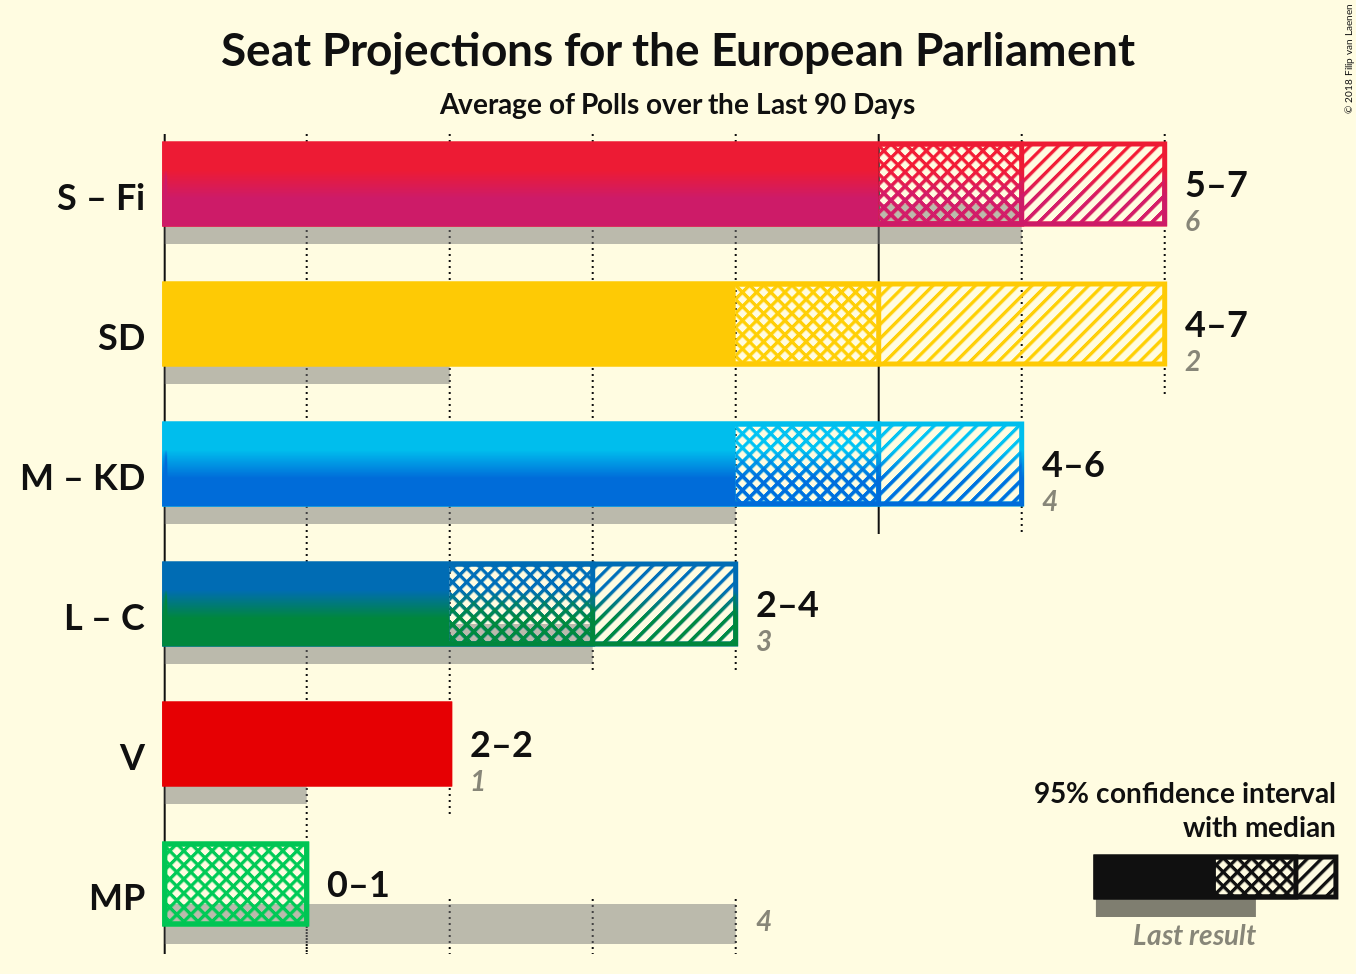 Seat Projections for the European Parliament
Average of Polls over the Last 90 Days
© 2018 Filip van Laenen
S – Fi
5–7
6
SD
4–7
2
M – KD
4–6
4
L – C
2–4
3
V
2–2
1
MP
0–1
4
95% confidence interval
with median
Last result